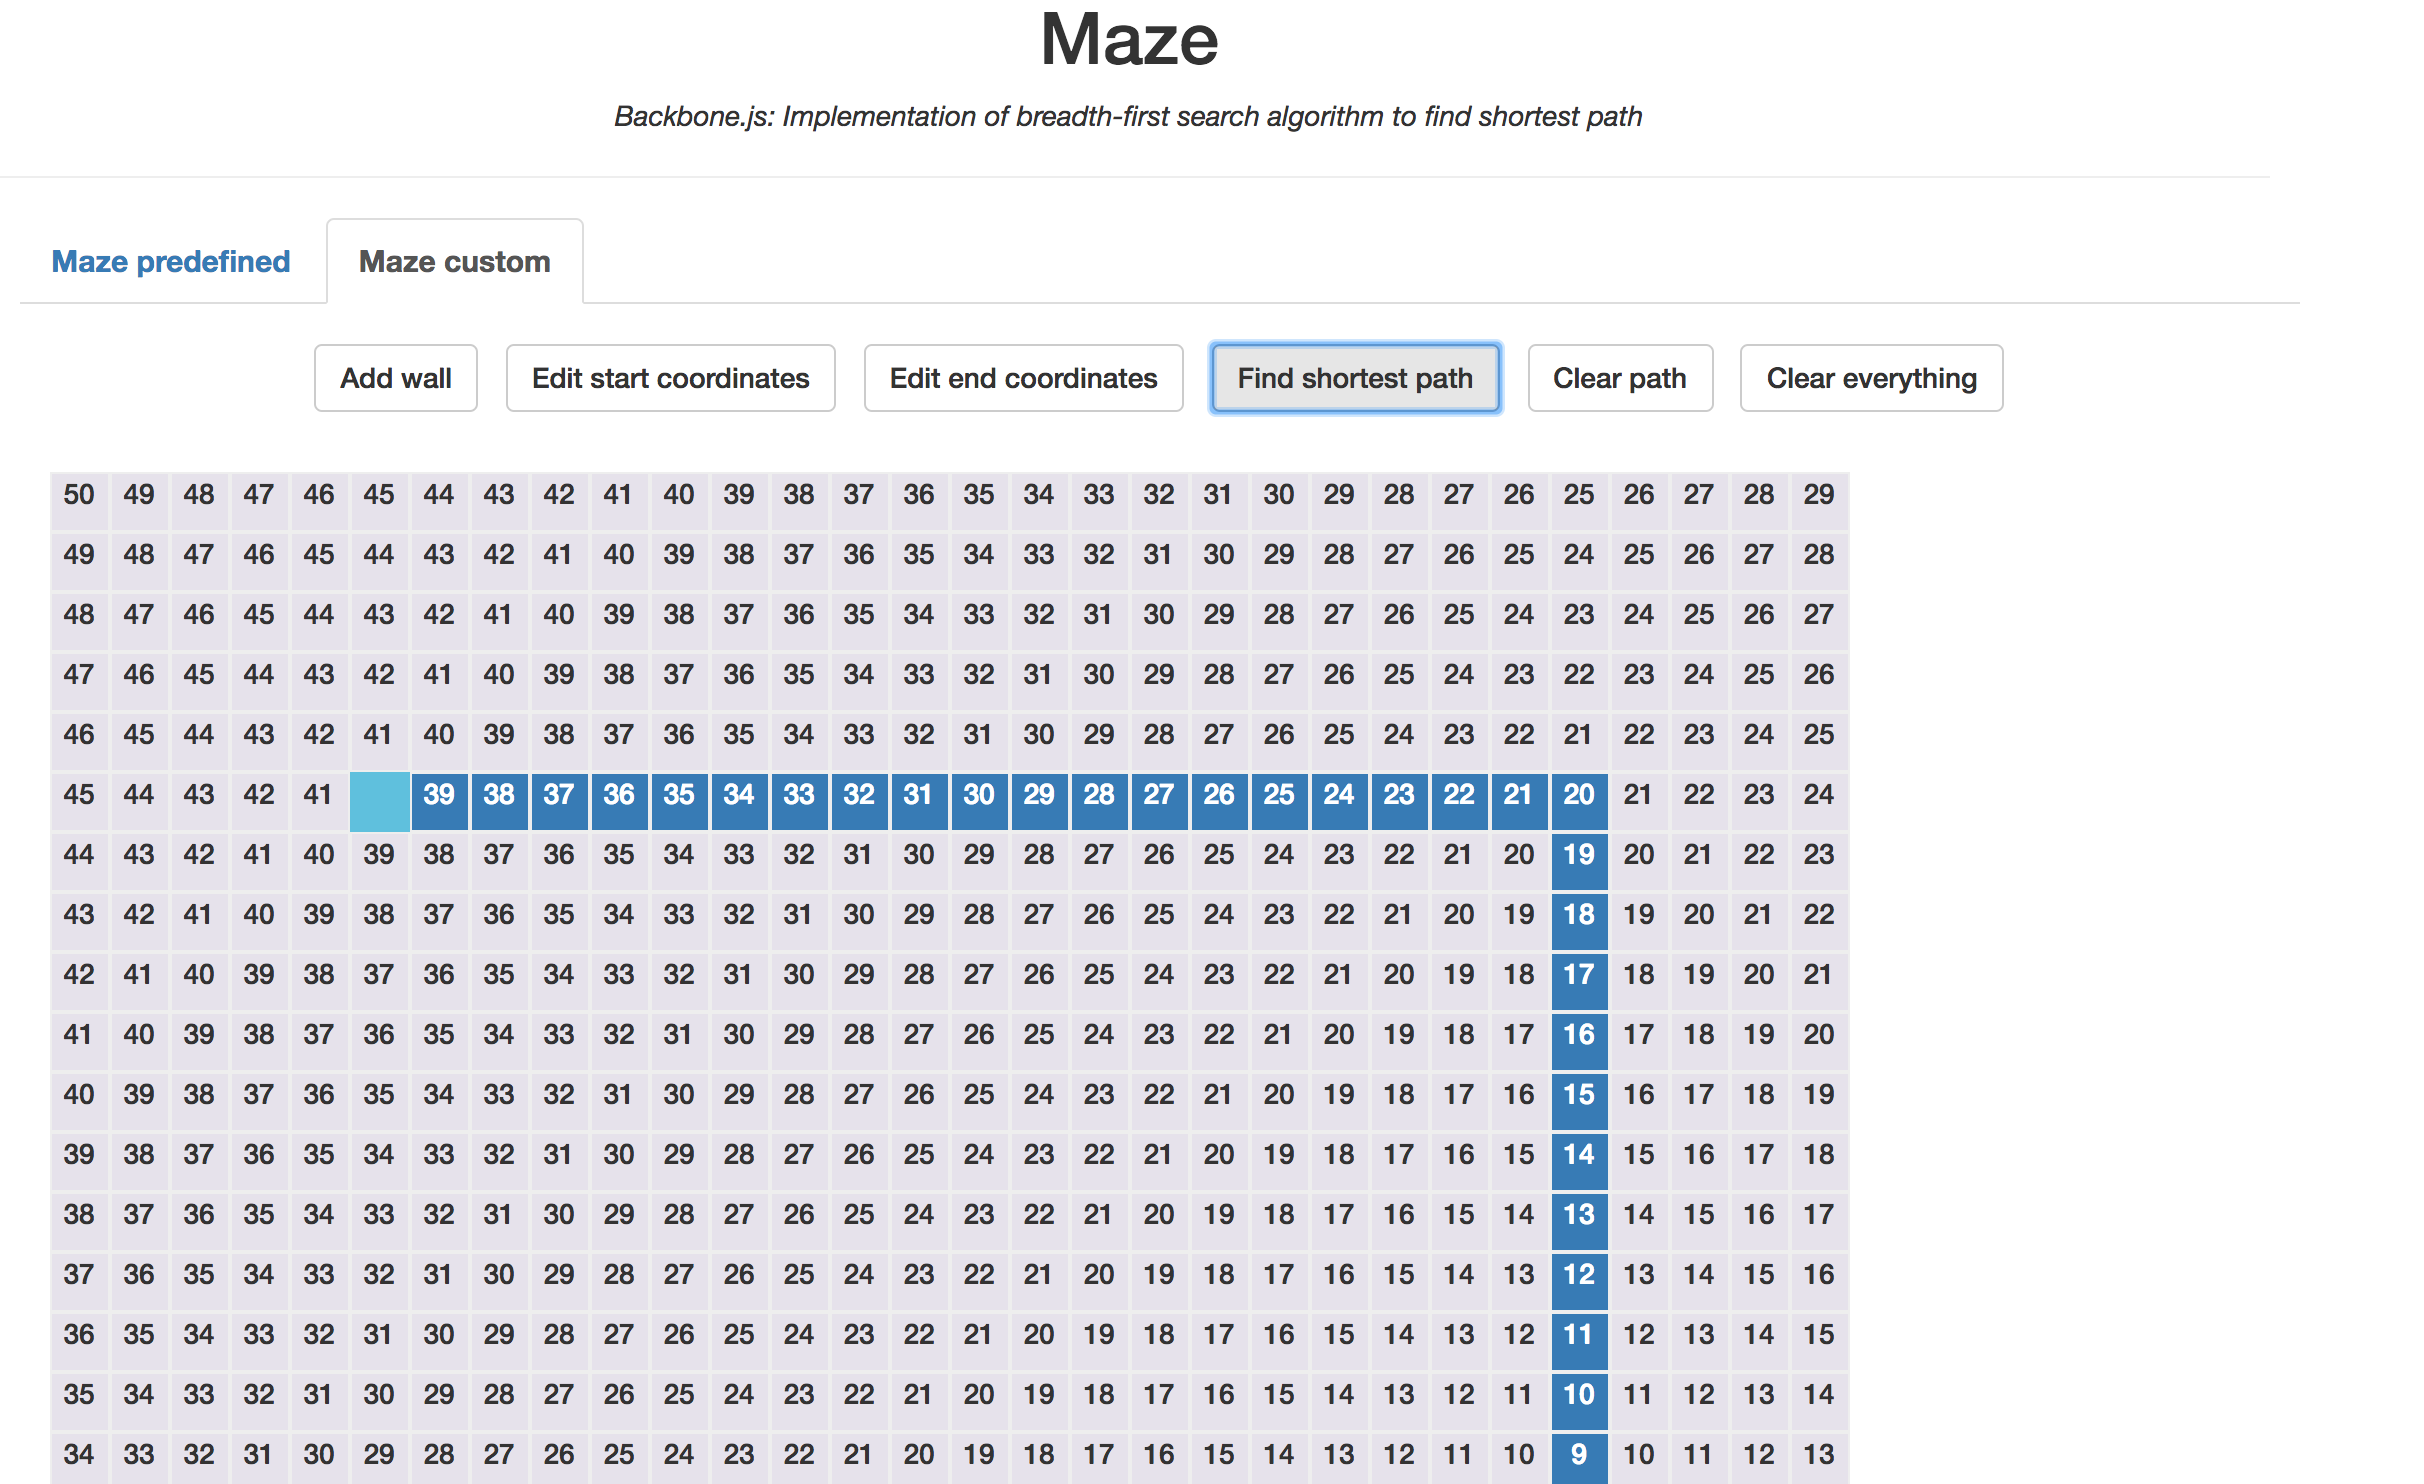 Maze
Backbone.js: Implementation of breadth-first search algorithm to find shortest path
Maze predefined Maze custom
Add wall Edit start coordinates Edit end coordinates Find shortest path Clear path Clear everything
50 49 48 47 46 45 44 43 42 41 40 39 38 37 36 35 34 33 32 31 30 29 28 27 26 25 26 27 28 29
49 48 47 46 45 44 43 42 41 40 39 38 37 36 35 34 33 32 31 30 29 28 27 26 25 24 25 26 27 28
48 47 46 45 44 43 42 41 40 39 38 37 36 35 34 33 32 31 30 29 28 27 26 25 24 23 24 25 26 27
47 46 45 44 43 42 41 40 39 38 37 36 35 34 33 32 31 30 29 28 27 26 25 24 23 22 23 24 25 26
46 45 44 43 42 41 40 39 38 37 36 35 34 33 32 31 30 29 28 27 26 25 24 23 22 21 22 23 24 25
45 44 43 42 41 39 38 37 36 35 34 33 32 31 30 29 28 27 26 25 24 23 22 21 20 21 22 23 24
44 43 42 41 40 39 38 37 36 35 34 33 32 31 30 29 28 27 26 25 24 23 22 21 20 19 20 21 22 23
43 42 41 40 39 38 37 36 35 34 33 32 31 30 29 28 27 26 25 24 23 22 21 20 19 18 19 20 21 22
42 41 40 39 38 37 36 35 34 33 32 31 30 29 28 27 26 25 24 23 22 21 20 19 18 17 18 19 20 21
41 40 39 38 37 36 35 34 33 32 31 30 29 28 27 26 25 24 23 22 21 20 19 18 17 16 17 18 19 20
40 39 38 37 36 35 34 33 32 31 30 29 28 27 26 25 24 23 22 21 20 19 18 17 16 15 16 17 18 19
39 38 37 36 35 34 33 32 31 30 29 28 27 26 25 24 23 22 21 20 19 18 17 16 15 14 15 16 17 18
38 37 36 35 34 33 32 31 30 29 28 27 26 25 24 23 22 21 20 19 18 17 16 15 14 13 14 15 16 17
37 36 35 34 33 32 31 30 29 28 27 26 25 24 23 22 21 20 19 18 17 16 15 14 13 12 13 14 15 16
36 35 34 33 32 31 30 29 28 27 26 25 24 23 22 21 20 19 18 17 16 15 14 13 12 11 12 13 14 15
35 34 33 32 31 30 29 28 27 26 25 24 23 22 21 20 19 18 17 16 15 14 13 12 11 10 11 12 13 14
34 33 32 31 30 29 28 27 26 25 24 23 22 21 20 19 18 17 16 15 14 13 12 11 10 9 10 11 12 13